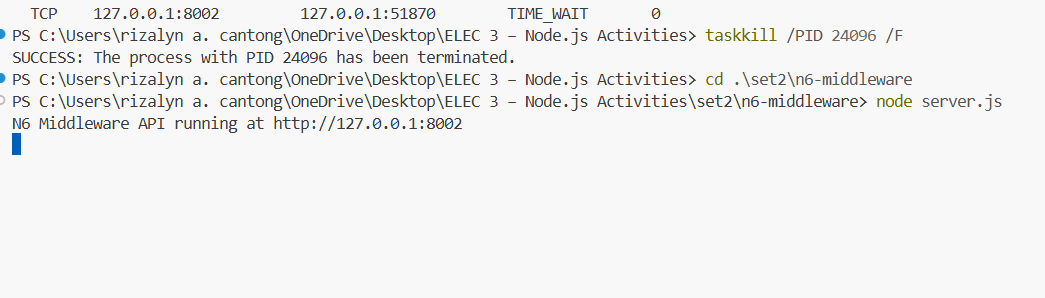 TCP    127.0.0.1:8002         127.0.0.1:51870        TIME_WAIT       0
PS C:\Users\rizalyn a. cantong\OneDrive\Desktop\ELEC 3 – Node.js Activities> taskkill /PID 24096 /F
SUCCESS: The process with PID 24096 has been terminated.
PS C:\Users\rizalyn a. cantong\OneDrive\Desktop\ELEC 3 – Node.js Activities> cd .\set2\n6-middleware
PS C:\Users\rizalyn a. cantong\OneDrive\Desktop\ELEC 3 – Node.js Activities\set2\n6-middleware> node server.js
N6 Middleware API running at http://127.0.0.1:8002